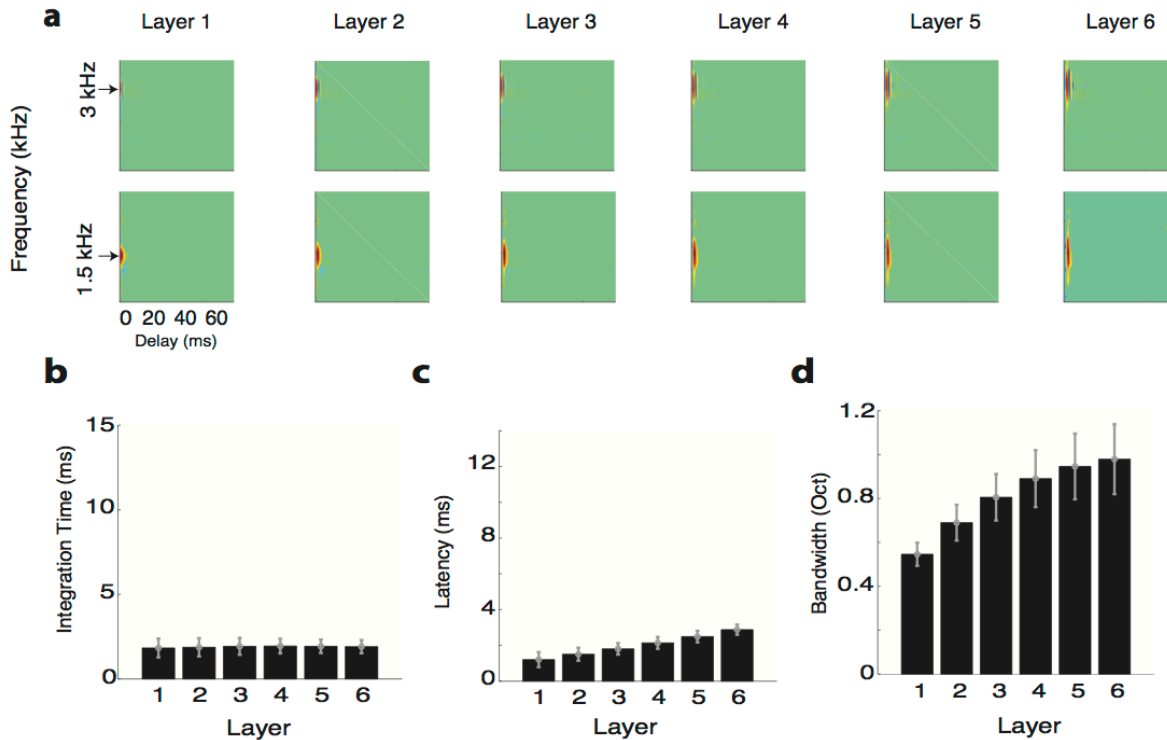 a
Layer 1 Layer 2 Layer 3 Layer 4 Layer 5 Layer 6
Frequency (kHz)
3 kHz
1.5 kHz
0 20 40 60
Delay (ms)
b
Integration Time (ms)
15
10
5
0
1 2 3 4 5 6
Layer
c
Latency (ms)
12
8
4
0
1 2 3 4 5 6
Layer
d
Bandwidth (Oct)
1.2
0.8
0.4
0
1 2 3 4 5 6
Layer